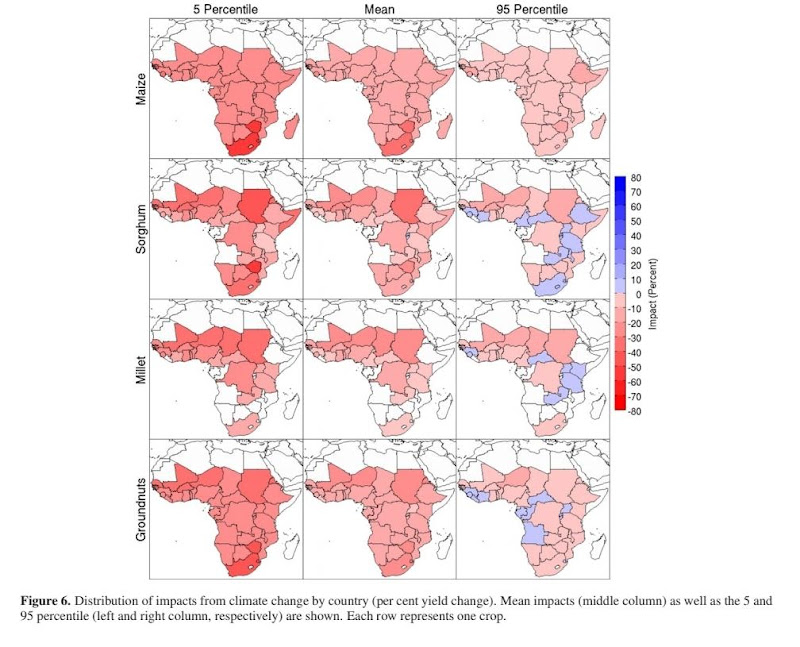 5 Percentile
Mean
95 Percentile
Maize
Sorghum
Millet
Groundnuts
80
70
60
50
40
30
20
10
0
-10
-20
-30
-40
-50
-60
-70
-80
Impact (Percent)
Figure 6. Distribution of impacts from climate change by country (per cent yield change). Mean impacts (middle column) as well as the 5 and
95 percentile (left and right column, respectively) are shown. Each row represents one crop.